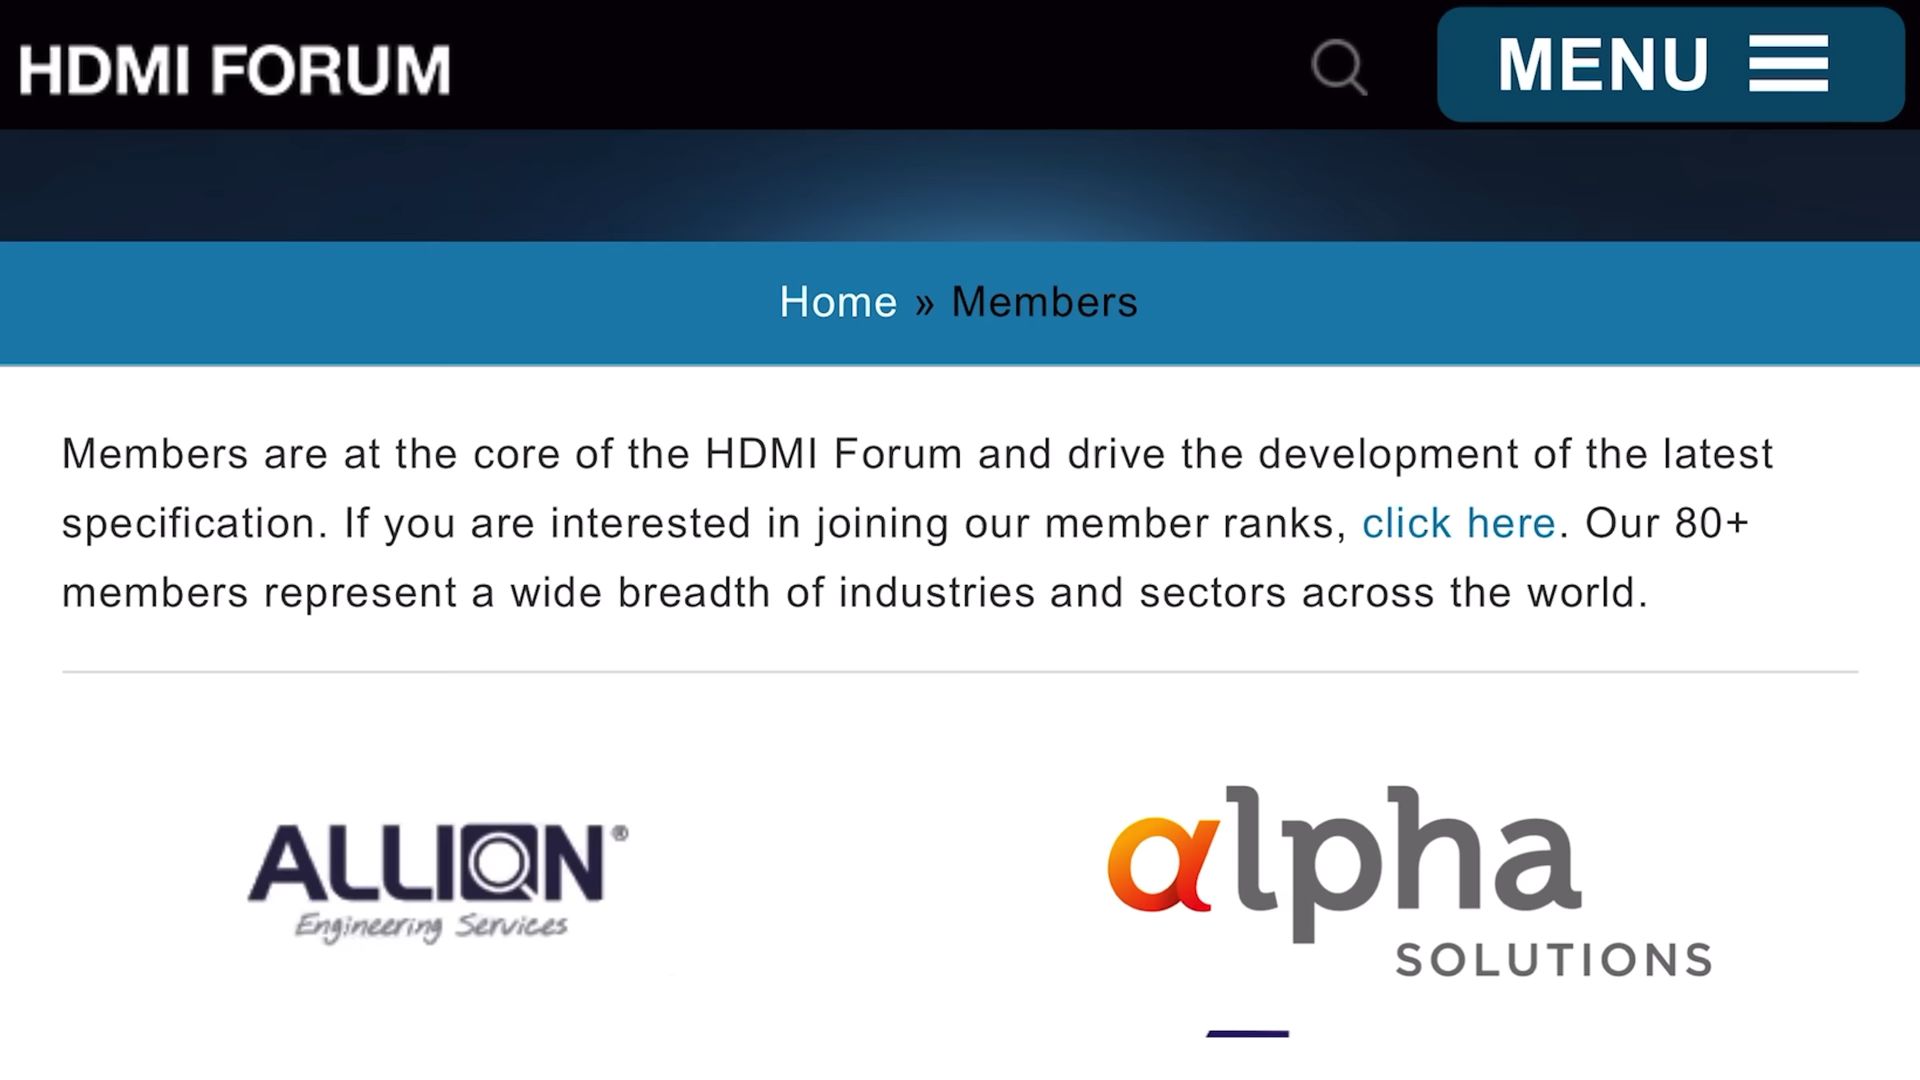 HDMI FORUM
MENU
Home » Members
Members are at the core of the HDMI Forum and drive the development of the latest
specification. If you are interested in joining our member ranks, click here. Our 80+
members represent a wide breadth of industries and sectors across the world.
ALLION®
Engineering Services
alpha
SOLUTIONS